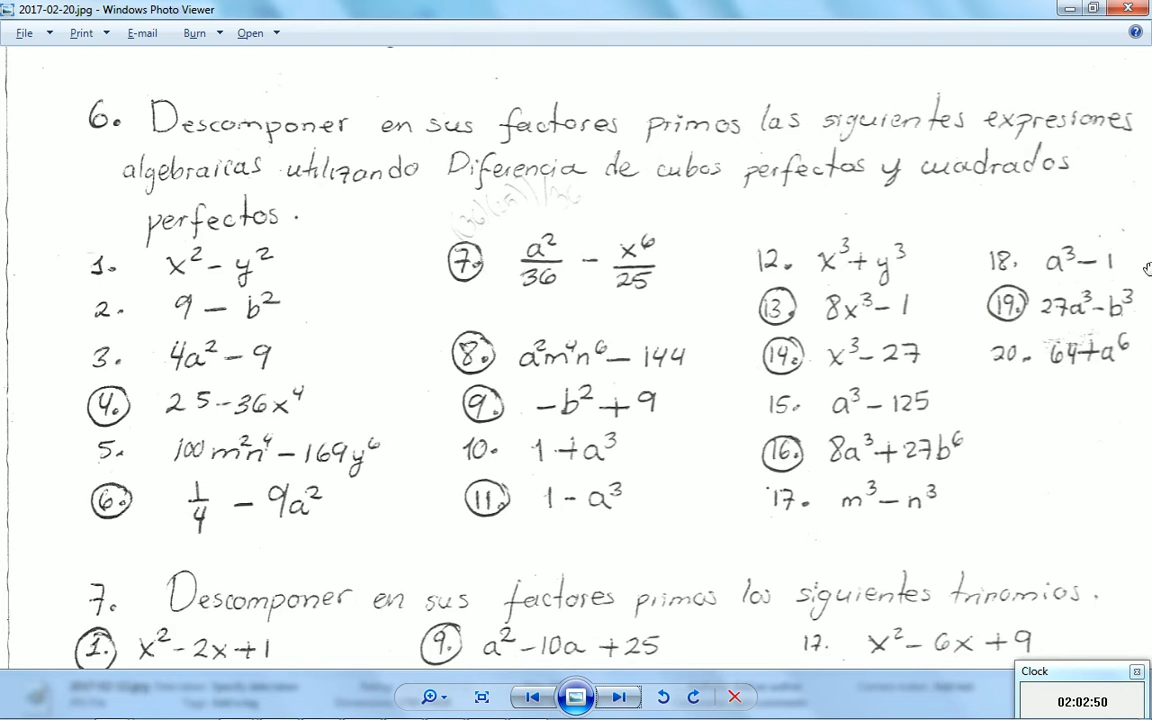 2017-02-20.jpg - Windows Photo Viewer
File Print E-mail Burn Open
6. Descomponer en sus factores primos las siguientes expresiones
algebraicas utilizando Diferencia de cubos perfectos y cuadrados
perfectos.
1. x² - y²
2. 9 - b²
3. 4a² - 9
4. 25 - 36x⁴
5. 100m²n⁴ - 169y⁶
6. 1/4 - 9a²
7. a²/36 - x⁶/25
8. a²m⁴n⁶ - 144
9. -b² + 9
10. 1 + a³
11. 1 - a³
12. x³ + y³
13. 8x³ - 1
14. x³ - 27
15. a³ - 125
16. 8a³ + 27b⁶
17. m³ - n³
18. a³ - 1
19. 27a³ - b³
20. 64 + a⁶
7. Descomponer en sus factores primos los siguientes trinomios.
1. x² - 2x + 1
9. a² - 10a + 25
17. x² - 6x + 9
Clock
02:02:50